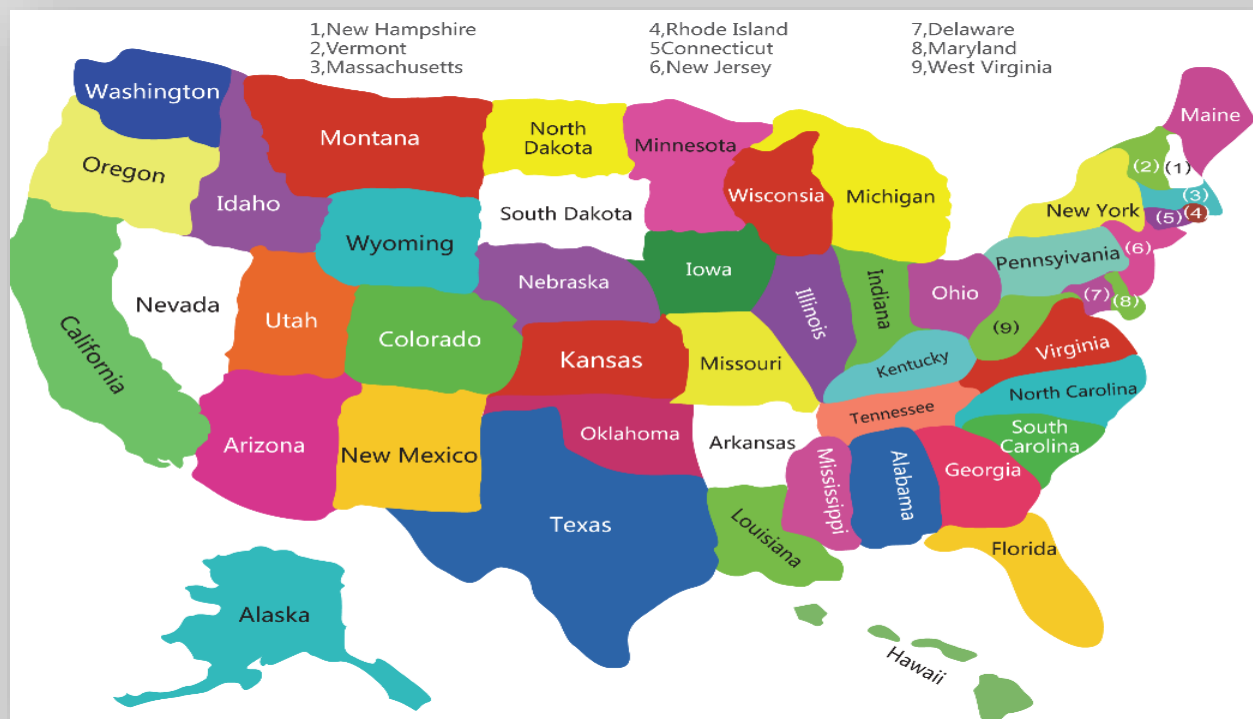 1,New Hampshire
2,Vermont
3,Massachusetts
4,Rhode Island
5Connecticut
6,New Jersey
7,Delaware
8,Maryland
9,West Virginia
Washington
Montana
North
Dakota
Minnesota
Maine
Oregon
Idaho
Wyoming
South Dakota
Wisconsia
Michigan
New York
(2)
(1)
(3)
(5)
(4)
Nevada
Utah
Colorado
Nebraska
Iowa
Illinois
Indiana
Ohio
Pennsyivania
(6)
(7)
(8)
(9)
California
Kansas
Missouri
Kentucky
Virginia
Arizona
New Mexico
Oklahoma
Arkansas
Tennessee
North Carolina
South
Carolina
Texas
Louisiana
Mississippi
Alabama
Georgia
Florida
Alaska
Hawaii